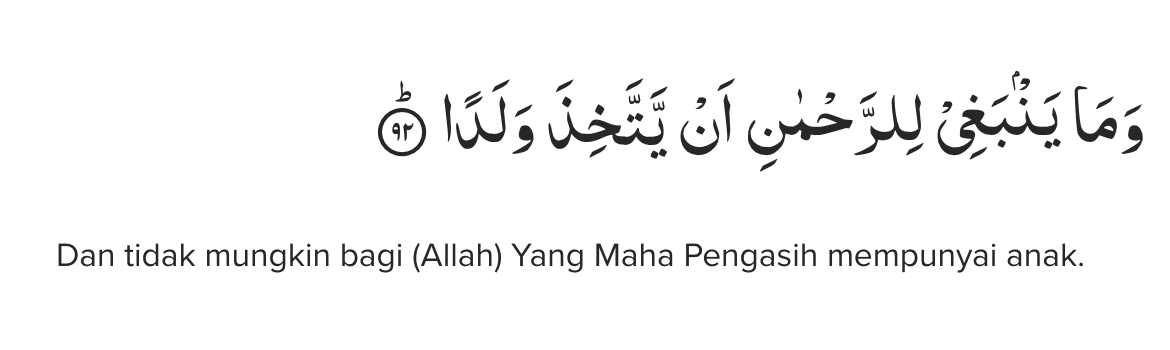 وَمَا يَنْۢبَغِيْ لِلرَّحْمٰنِ اَنْ يَّتَّخِذَ وَلَدًا ۗ ٩٢
Dan tidak mungkin bagi (Allah) Yang Maha Pengasih mempunyai anak.